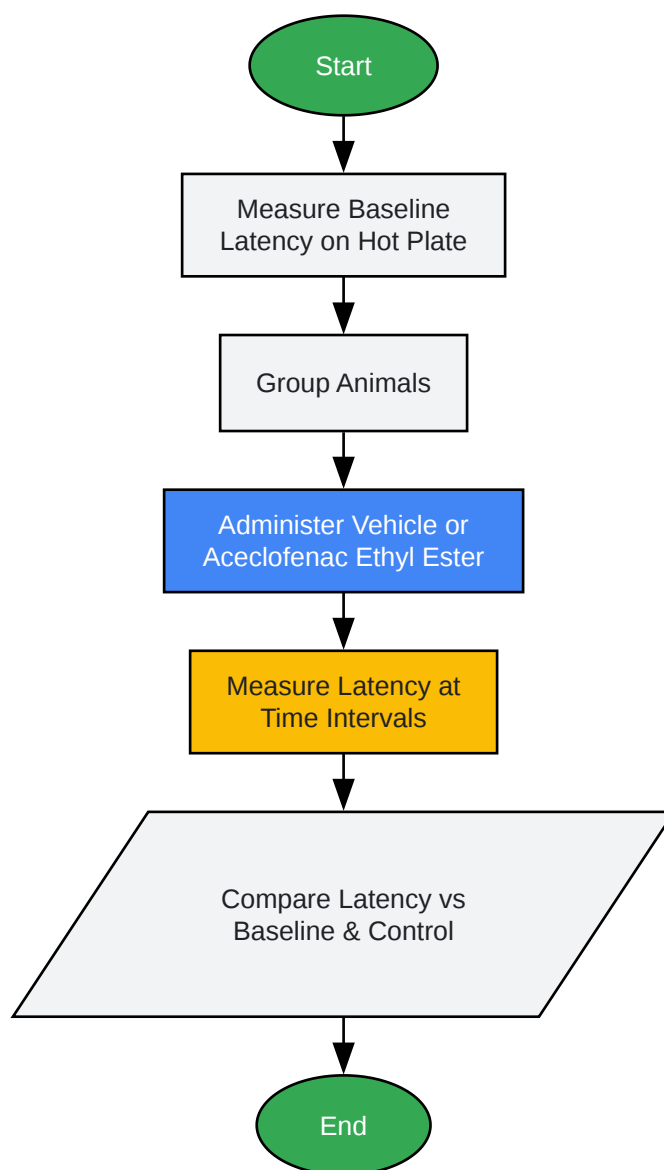 Start
Measure Baseline
Latency on Hot Plate
Group Animals
Administer Vehicle or
Aceclofenac Ethyl Ester
Measure Latency at
Time Intervals
Compare Latency vs
Baseline & Control
End